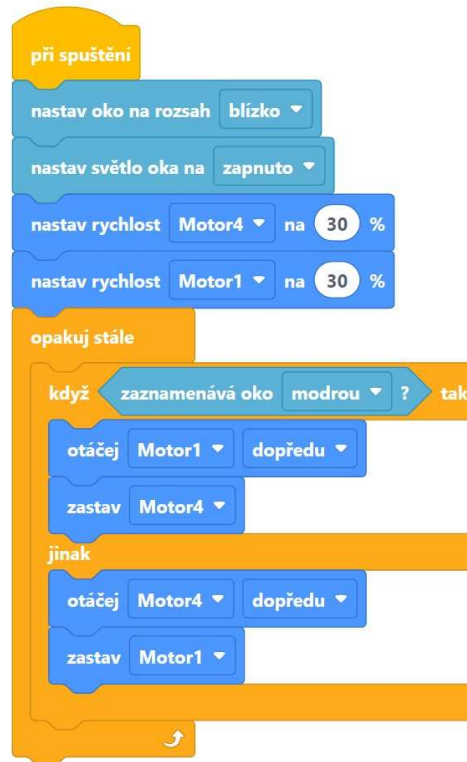 při spuštění
nastav oko na rozsah blízko
nastav světlo oka na zapnuto
nastav rychlost Motor4 na 30 %
nastav rychlost Motor1 na 30 %
opakuj stále
když zaznamenává oko modrou ? tak
otáčej Motor1 dopředu
zastav Motor4
jinak
otáčej Motor4 dopředu
zastav Motor1